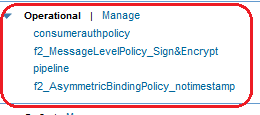 Operational | Manage
consumerauthpolicy
f2_MessageLevelPolicy_Sign&Encrypt
pipeline
f2_AsymmetricBindingPolicy_notimestamp